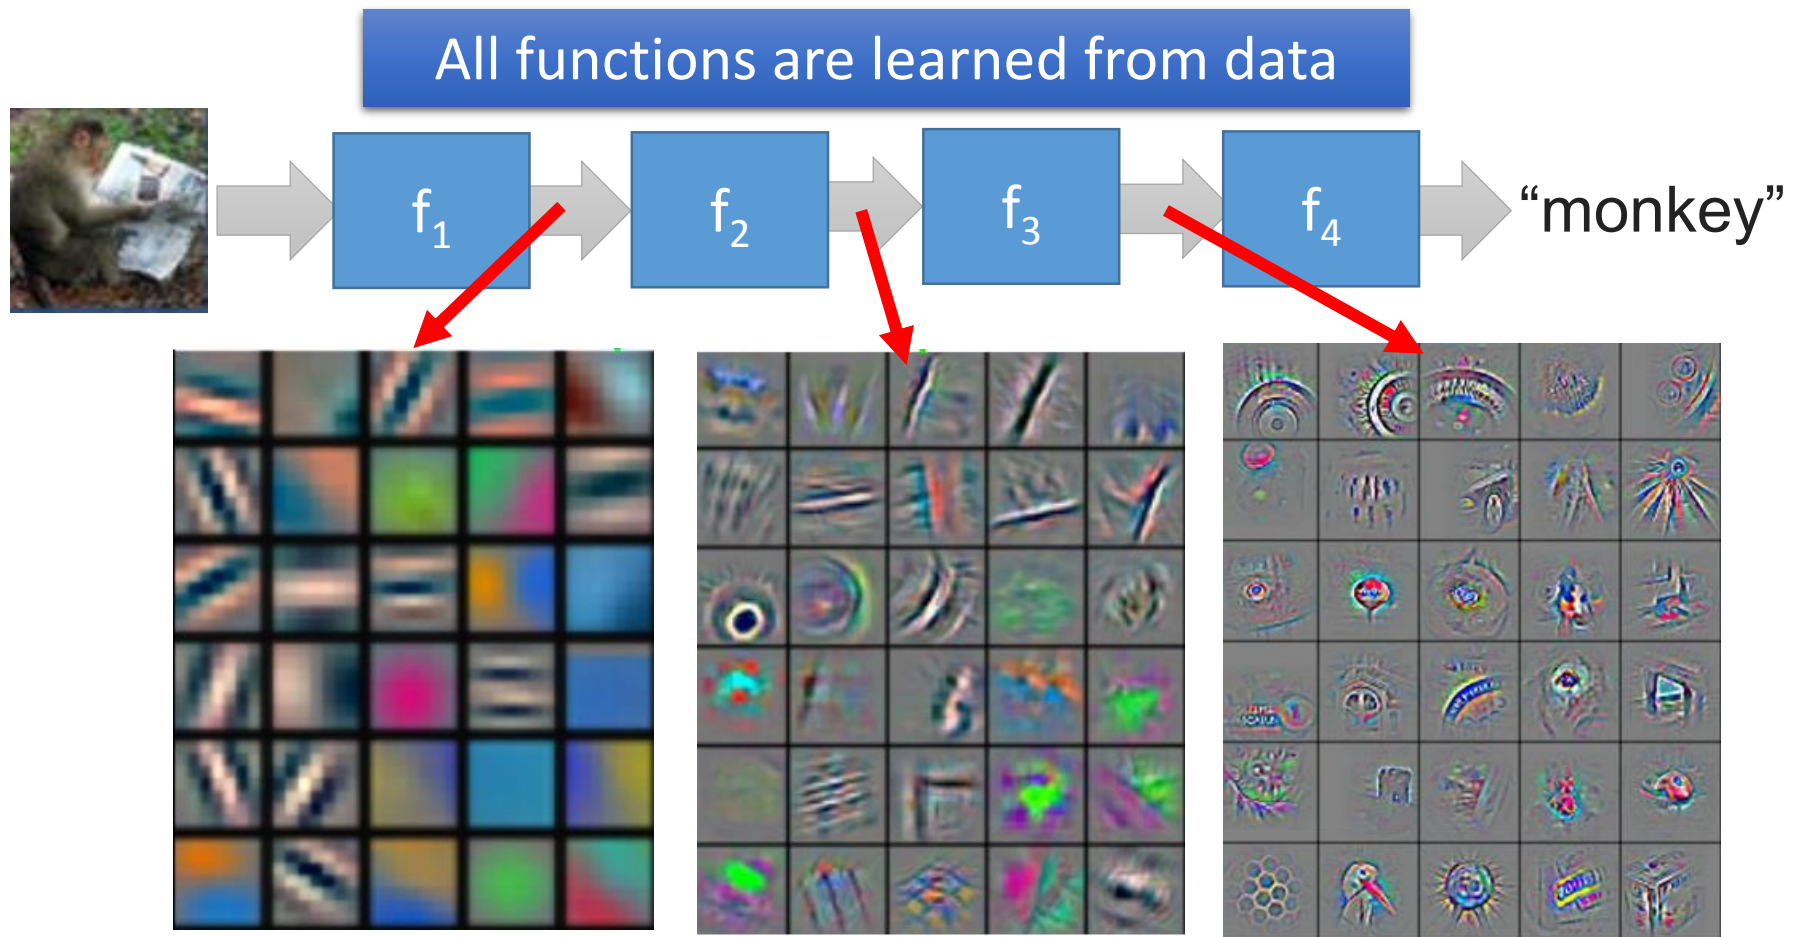 All functions are learned from data
f1
f2
f3
f4
“monkey”